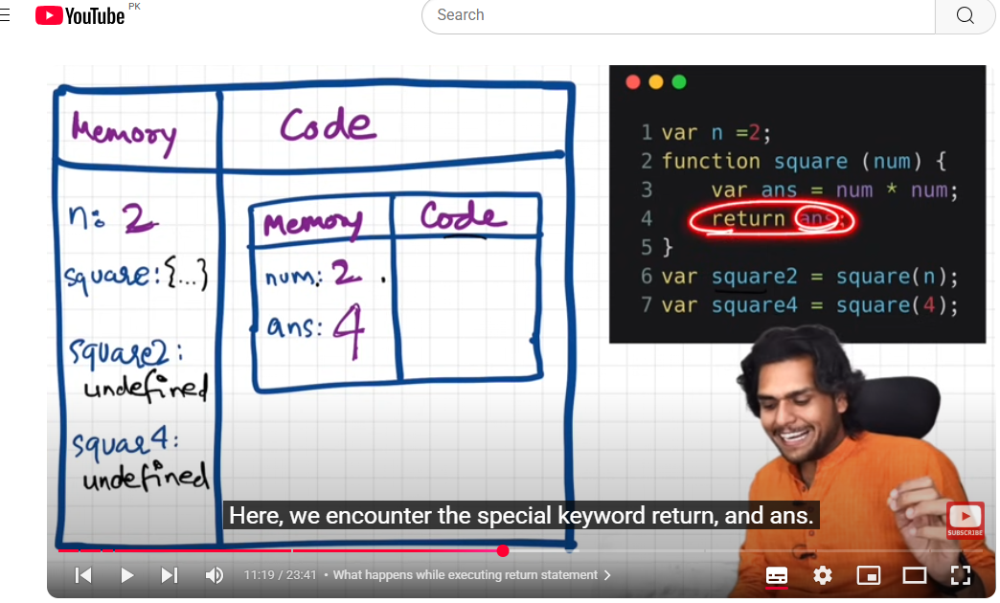 YouTube PK
Search
Memory
Code
n: 2
square: {...}
square2:
undefined
squar4:
undefined
Memory
Code
num: 2
ans: 4
1 var n =2;
2 function square (num) {
3 var ans = num * num;
4 return ans;
5 }
6 var square2 = square(n);
7 var square4 = square(4);
Here, we encounter the special keyword return, and ans.
SUBSCRIBE
11:19 / 23:41 • What happens while executing return statement